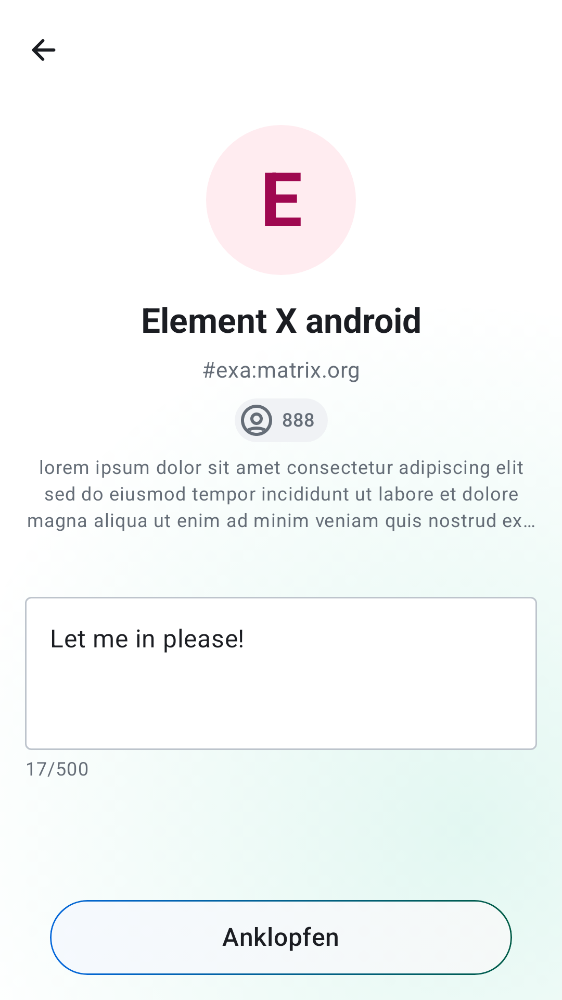 E
Element X android
#exa:matrix.org
888
lorem ipsum dolor sit amet consectetur adipiscing elit
sed do eiusmod tempor incididunt ut labore et dolore
magna aliqua ut enim ad minim veniam quis nostrud ex…
Let me in please!
17/500
Anklopfen